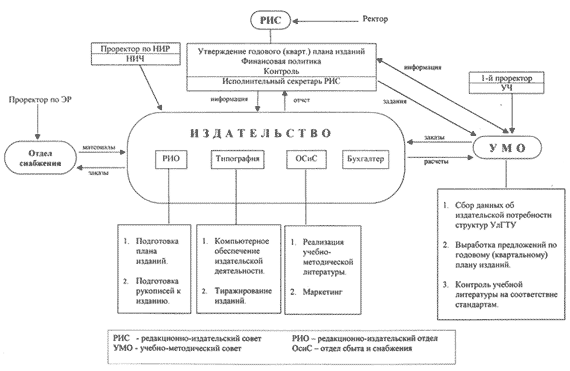 РИС
Ректор
Утверждение годового (кварт.) плана изданий
Финансовая политика
Контроль
Исполнительный секретарь РИС
Проректор по НИР
НИЧ
информация
1-й проректор
УЧ
Проректор по ЭР
информация
отчет
задания
ИЗДАТЕЛЬСТВО
Отдел
снабжения
материалы
заказы
заказы
расчеты
УМО
РИО
Типография
ОСиС
Бухгалтер
1. Подготовка
плана
изданий.
2. Подготовка
рукописей к
изданию.
1. Компьютерное
обеспечение
издательской
деятельности.
2. Тиражирование
изданий.
1. Реализация
учебно-
методической
литературы.
2. Маркетинг
1. Сбор данных об
издательской потребности
структур УлГТУ
2. Выработка предложений по
годовому (квартальному)
плану изданий.
3. Контроль учебной
литературы на соответствие
стандартам.
РИС - редакционно-издательский совет
РИО – редакционно-издательский отдел
УМО - учебно-методический совет
ОсиС – отдел сбыта и снабжения